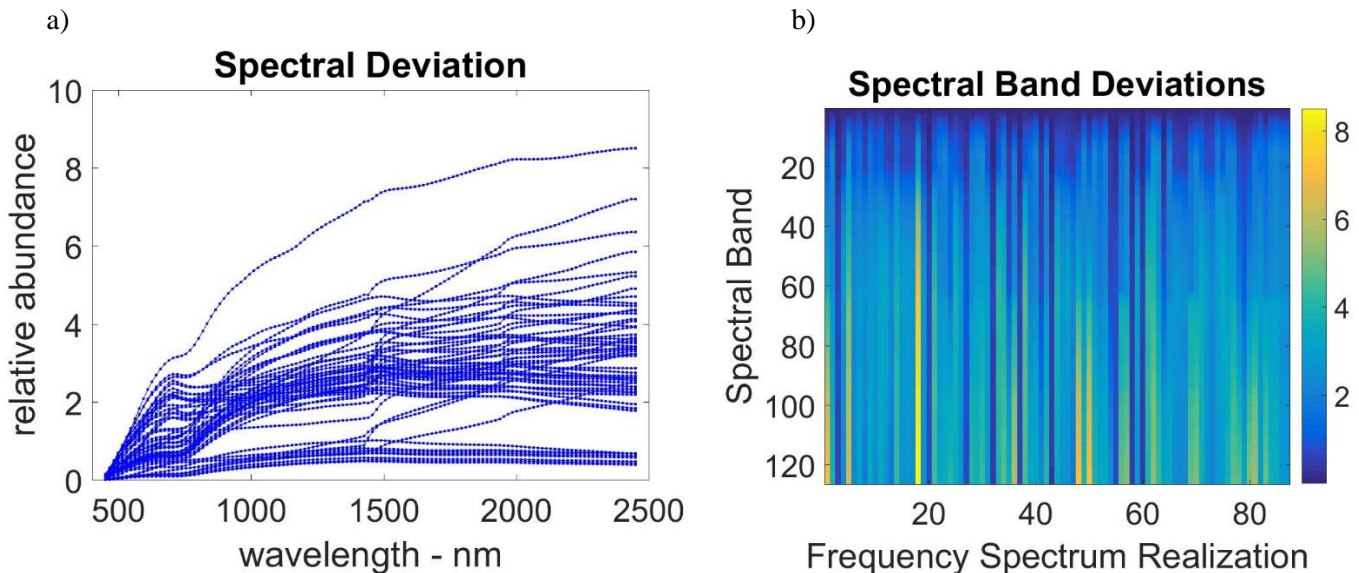 a)
Spectral Deviation
10
8
6
4
2
0
relative abundance
500 1000 1500 2000 2500
wavelength - nm
b)
Spectral Band Deviations
20
40
60
80
100
120
Spectral Band
20 40 60 80
Frequency Spectrum Realization
8
6
4
2